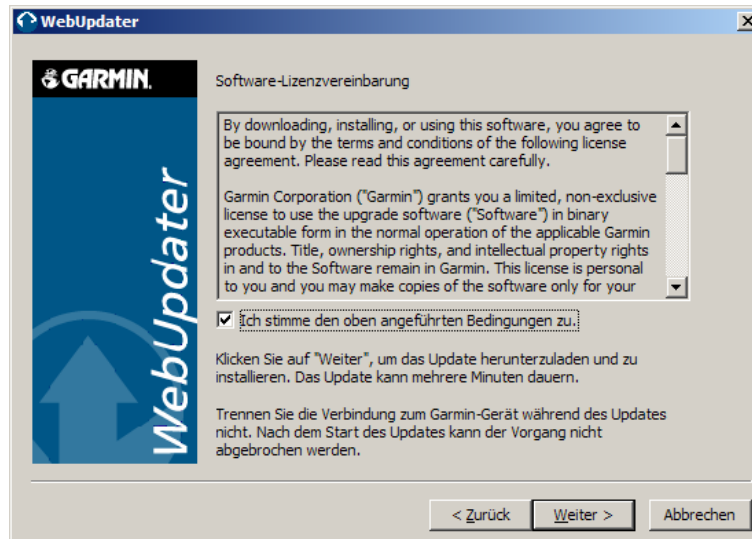 WebUpdater
GARMIN.
WebUpdater
Software-Lizenzvereinbarung
By downloading, installing, or using this software, you agree to
be bound by the terms and conditions of the following license
agreement. Please read this agreement carefully.
Garmin Corporation ("Garmin") grants you a limited, non-exclusive
license to use the upgrade software ("Software") in binary
executable form in the normal operation of the applicable Garmin
products. Title, ownership rights, and intellectual property rights
in and to the Software remain in Garmin. This license is personal
to you and you may make copies of the software only for your
Ich stimme den oben angeführten Bedingungen zu.
Klicken Sie auf "Weiter", um das Update herunterzuladen und zu
installieren. Das Update kann mehrere Minuten dauern.
Trennen Sie die Verbindung zum Garmin-Gerät während des Updates
nicht. Nach dem Start des Updates kann der Vorgang nicht
abgebrochen werden.
< Zurück Weiter > Abbrechen